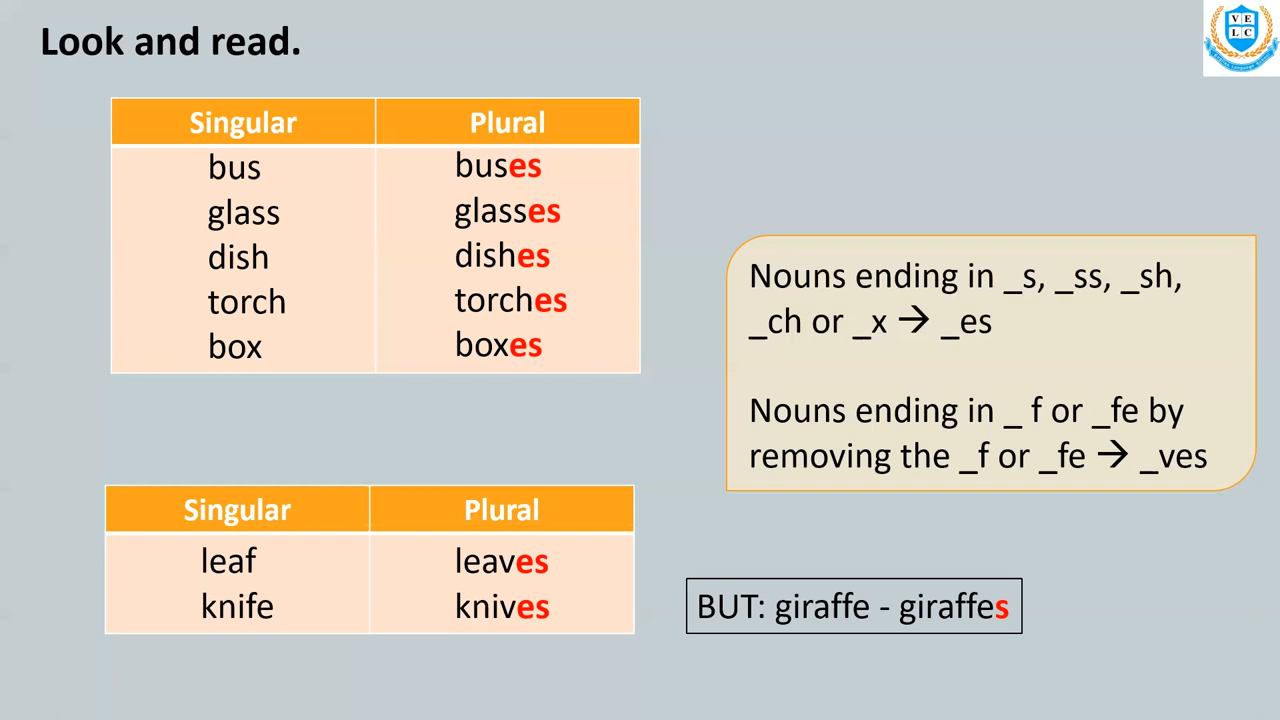 Look and read.
V E
L C
Singular Plural
bus buses
glass glasses
dish dishes
torch torches
box boxes
Nouns ending in _s, _ss, _sh,
_ch or _x → _es
Nouns ending in _ f or _fe by
removing the _f or _fe → _ves
Singular Plural
leaf leaves
knife knives
BUT: giraffe - giraffes